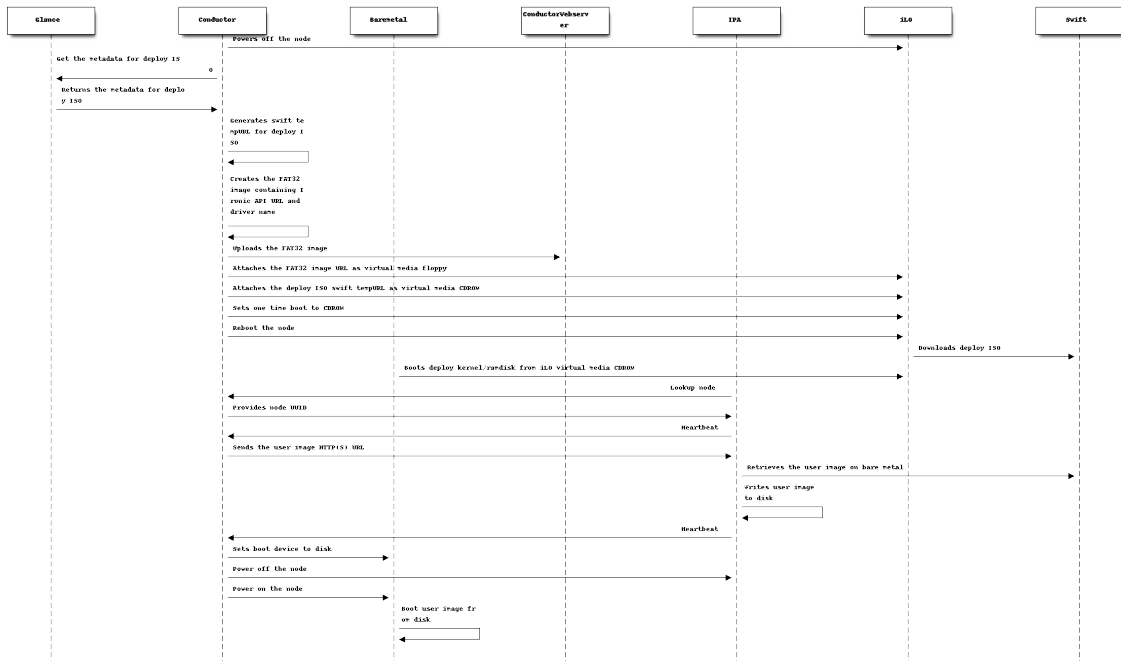 Glance
Conductor
Baremetal
ConductorWebserv
er
IPA
iLO
Swift
Powers off the node
Get the metadata for deploy IS
O
Returns the metadata for deplo
y ISO
Generates swift te
mpURL for deploy I
SO
Creates the FAT32
image containing I
ronic API URL and
driver name
Uploads the FAT32 image
Attaches the FAT32 image URL as virtual media floppy
Attaches the deploy ISO swift tempURL as virtual media CDROM
Sets one time boot to CDROM
Reboot the node
Downloads deploy ISO
Boots deploy kernel/ramdisk from iLO virtual media CDROM
Lookup node
Provides node UUID
Heartbeat
Sends the user image HTTP(S) URL
Retrieves the user image on bare metal
Writes user image
to disk
Heartbeat
Sets boot device to disk
Power off the node
Power on the node
Boot user image fr
om disk